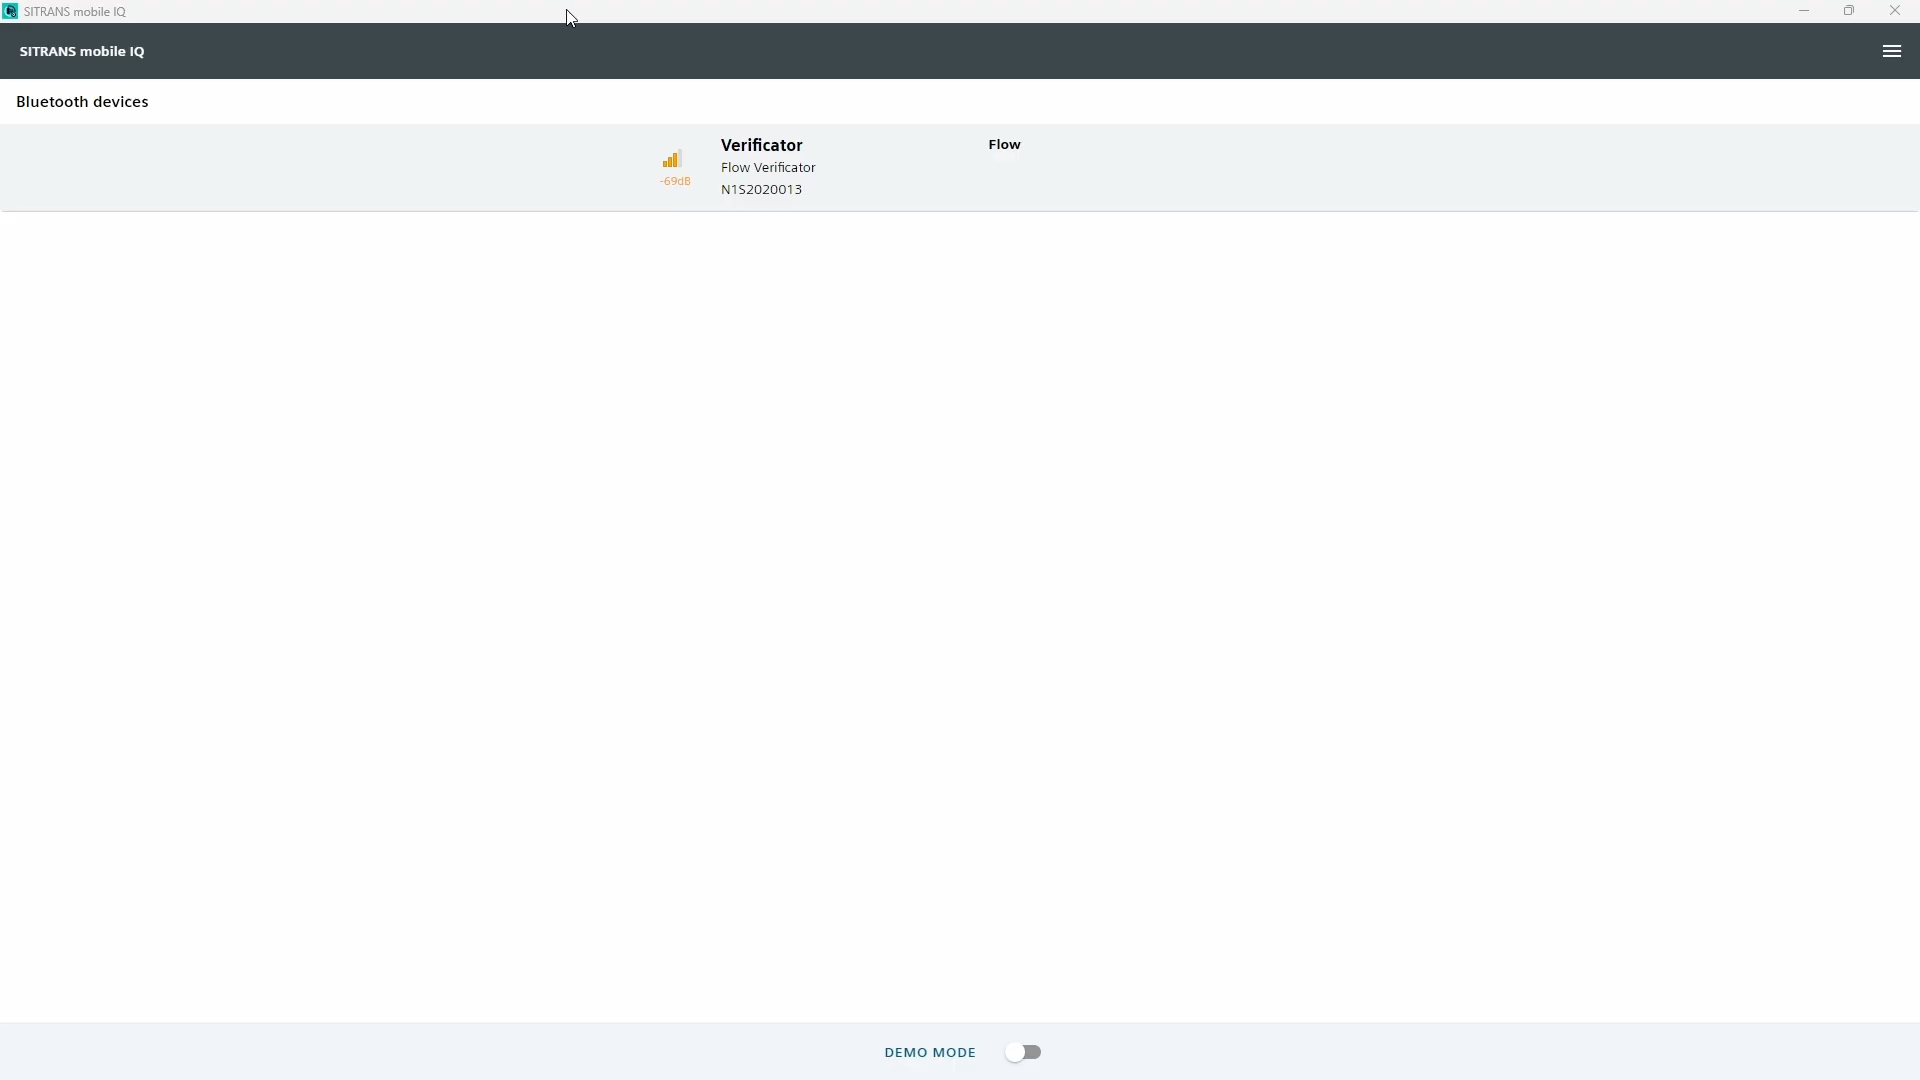 SITRANS mobile IQ
SITRANS mobile IQ
Bluetooth devices
Verificator
Flow
Flow Verificator
-69dB
N1S2020013
DEMO MODE